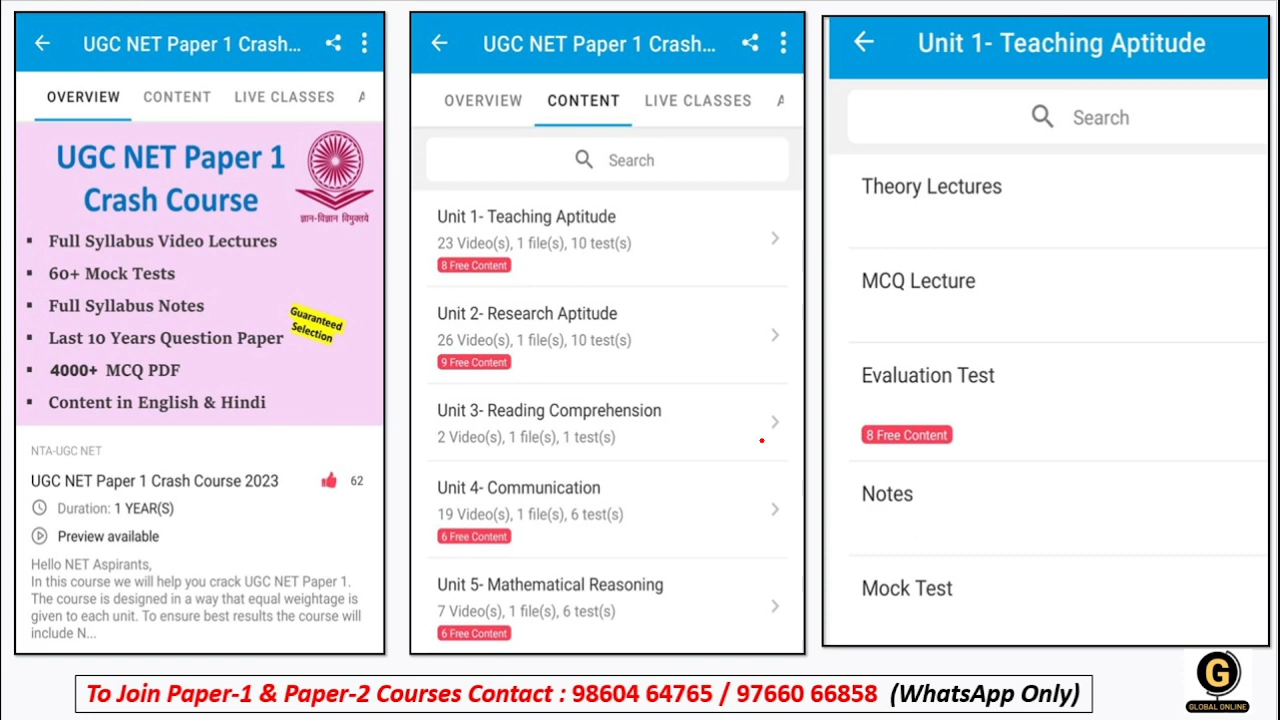 UGC NET Paper 1 Crash...
OVERVIEW CONTENT LIVE CLASSES A
UGC NET Paper 1
Crash Course
ज्ञान-विज्ञान विमुक्तये
▪ Full Syllabus Video Lectures
▪ 60+ Mock Tests
▪ Full Syllabus Notes
▪ Last 10 Years Question Paper
▪ 4000+ MCQ PDF
▪ Content in English & Hindi
Guaranteed
Selection
NTA-UGC NET
UGC NET Paper 1 Crash Course 2023 62
Duration: 1 YEAR(S)
Preview available
Hello NET Aspirants,
In this course we will help you crack UGC NET Paper 1.
The course is designed in a way that equal weightage is
given to each unit. To ensure best results the course will
include N...
UGC NET Paper 1 Crash...
OVERVIEW CONTENT LIVE CLASSES A
Search
Unit 1- Teaching Aptitude
23 Video(s), 1 file(s), 10 test(s)
8 Free Content
Unit 2- Research Aptitude
26 Video(s), 1 file(s), 10 test(s)
9 Free Content
Unit 3- Reading Comprehension
2 Video(s), 1 file(s), 1 test(s)
Unit 4- Communication
19 Video(s), 1 file(s), 6 test(s)
6 Free Content
Unit 5- Mathematical Reasoning
7 Video(s), 1 file(s), 6 test(s)
6 Free Content
Unit 1- Teaching Aptitude
Search
Theory Lectures
MCQ Lecture
Evaluation Test
8 Free Content
Notes
Mock Test
To Join Paper-1 & Paper-2 Courses Contact : 98604 64765 / 97660 66858 (WhatsApp Only)
G
GLOBAL ONLINE